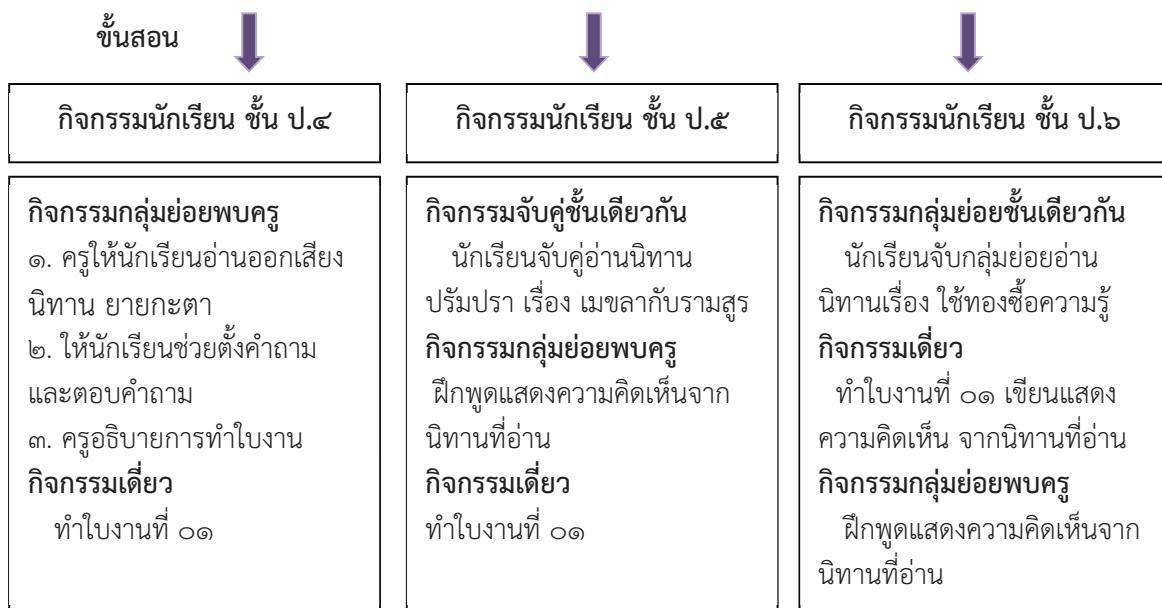 ขั้นสอน
กิจกรรมนักเรียน ชั้น ป.๔
กิจกรรมกลุ่มย่อยพบครู
๑. ครูให้นักเรียนอ่านออกเสียง
นิทาน ยายกะตา
๒. ให้นักเรียนช่วยตั้งคำถาม
และตอบคำถาม
๓. ครูอธิบายการทำใบงาน
กิจกรรมเดี่ยว
ทำใบงานที่ ๐๑
กิจกรรมนักเรียน ชั้น ป.๕
กิจกรรมจับคู่ชั้นเดียวกัน
นักเรียนจับคู่อ่านนิทาน
ปรัมปรา เรื่อง เมขลากับรามสูร
กิจกรรมกลุ่มย่อยพบครู
ฝึกพูดแสดงความคิดเห็นจาก
นิทานที่อ่าน
กิจกรรมเดี่ยว
ทำใบงานที่ ๐๑
กิจกรรมนักเรียน ชั้น ป.๖
กิจกรรมกลุ่มย่อยชั้นเดียวกัน
นักเรียนจับกลุ่มย่อยอ่าน
นิทานเรื่อง ใช้ทองซื้อความรู้
กิจกรรมเดี่ยว
ทำใบงานที่ ๐๑ เขียนแสดง
ความคิดเห็น จากนิทานที่อ่าน
กิจกรรมกลุ่มย่อยพบครู
ฝึกพูดแสดงความคิดเห็นจาก
นิทานที่อ่าน